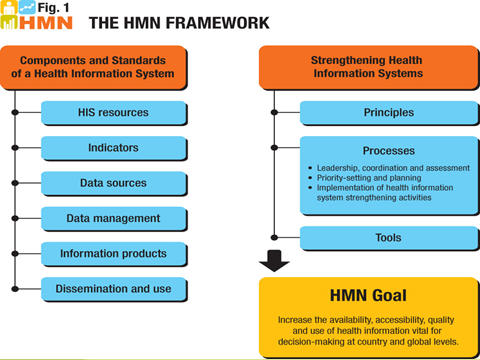 Fig. 1
HMN
THE HMN FRAMEWORK
Components and Standards
of a Health Information System
HIS resources
Indicators
Data sources
Data management
Information products
Dissemination and use
Strengthening Health
Information Systems
Principles
Processes
• Leadership, coordination and assessment
• Priority-setting and planning
• Implementation of health information
system strengthening activities
Tools
HMN Goal
Increase the availability, accessibility, quality
and use of health information vital for
decision-making at country and global levels.